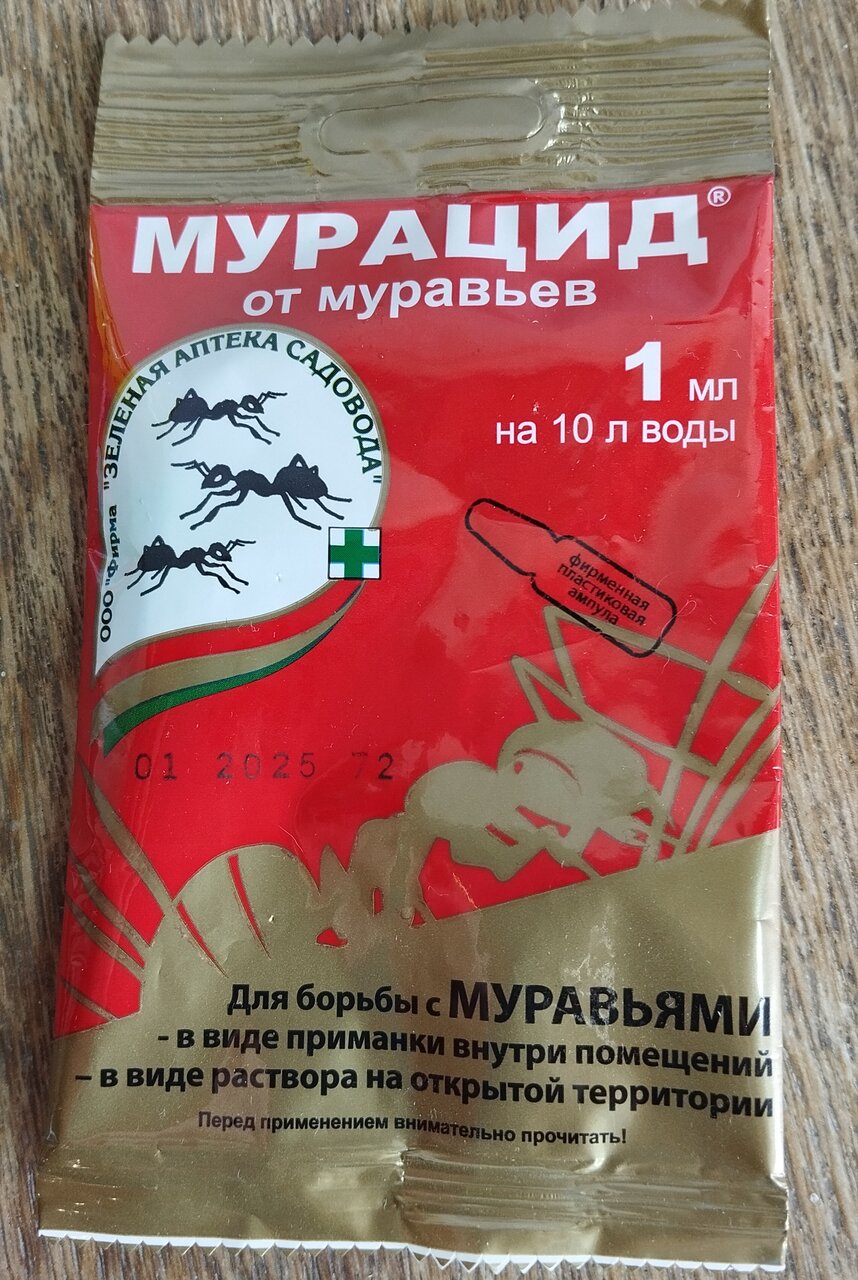 МУРАЦИД®
от муравьев
ООО "Фирма "ЗЕЛЕНАЯ АПТЕКА САДОВОДА"
1 мл
на 10 л воды
фирменная
пластиковая
ампула
01 2025 72
Для борьбы с МУРАВЬЯМИ
- в виде приманки внутри помещений
– в виде раствора на открытой территории
Перед применением внимательно прочитать!